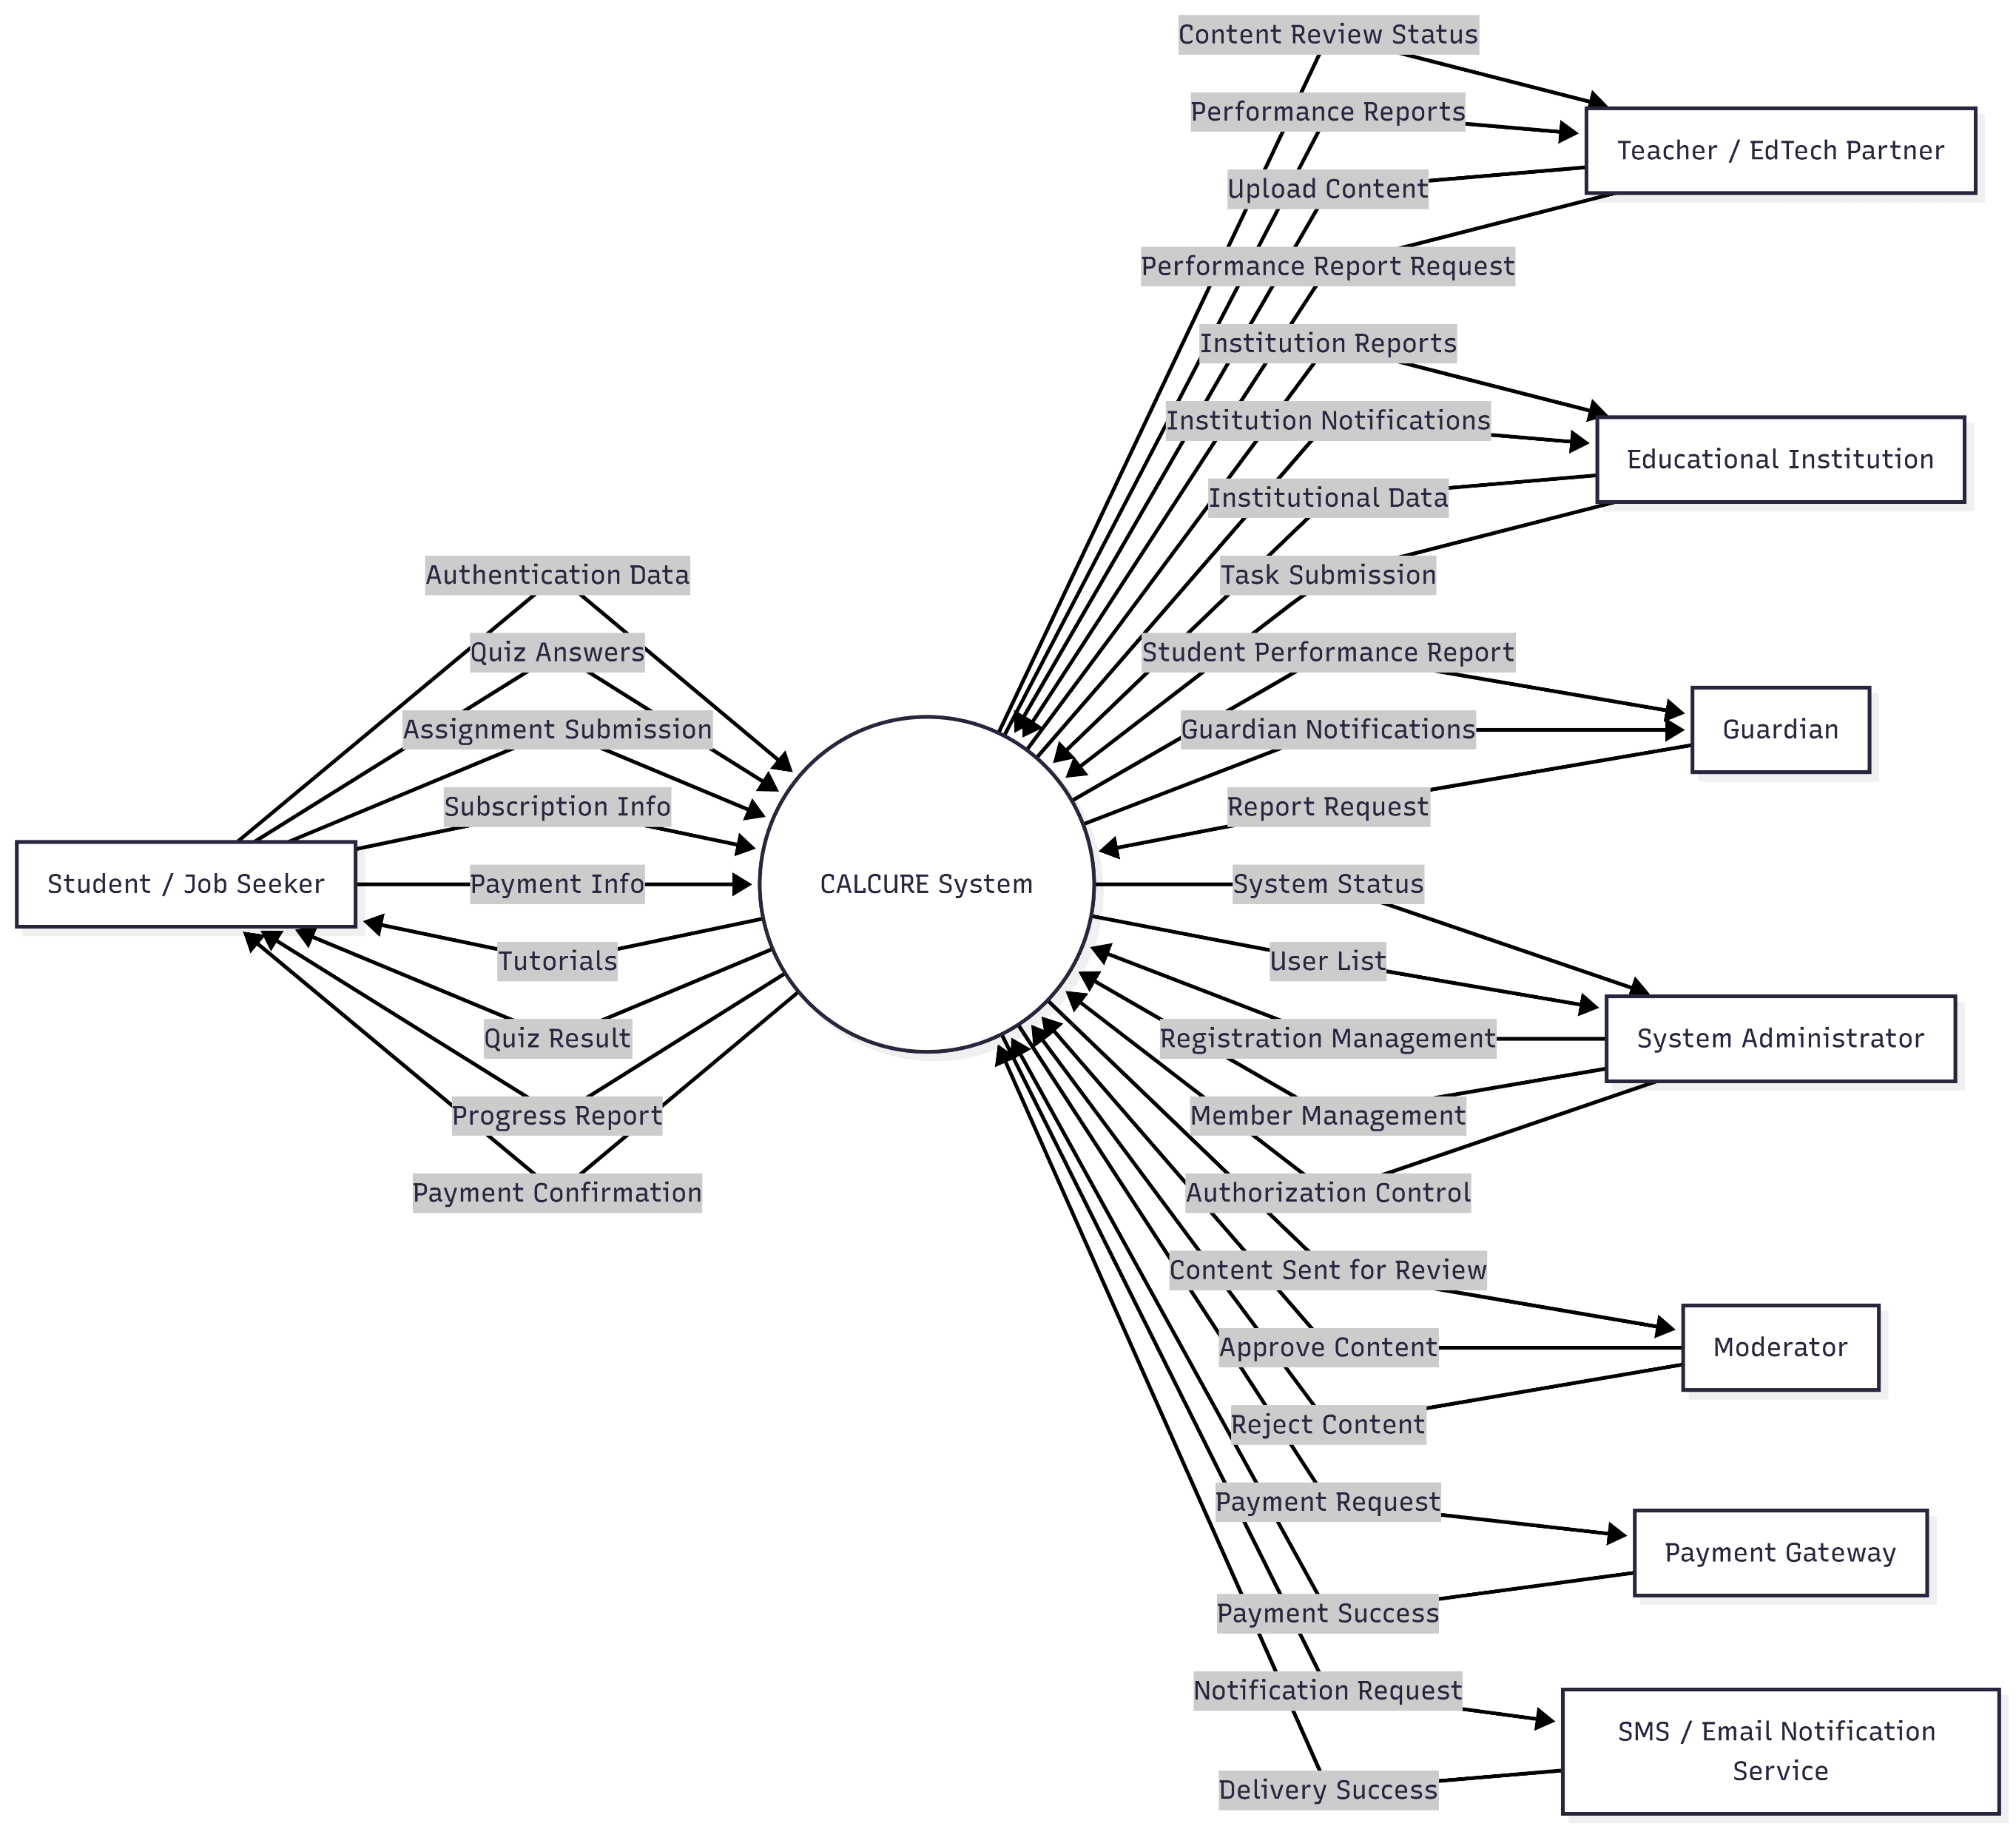 Content Review Status
Performance Reports
Teacher / EdTech Partner
Upload Content
Performance Report Request
Institution Reports
Institution Notifications
Educational Institution
Institutional Data
Task Submission
Authentication Data
Quiz Answers
Student Performance Report
Assignment Submission
Guardian Notifications
Guardian
Subscription Info
Report Request
Student / Job Seeker
Payment Info
CALCURE System
System Status
Tutorials
User List
Quiz Result
Registration Management
System Administrator
Progress Report
Member Management
Payment Confirmation
Authorization Control
Content Sent for Review
Approve Content
Moderator
Reject Content
Payment Request
Payment Gateway
Payment Success
Notification Request
SMS / Email Notification
Service
Delivery Success